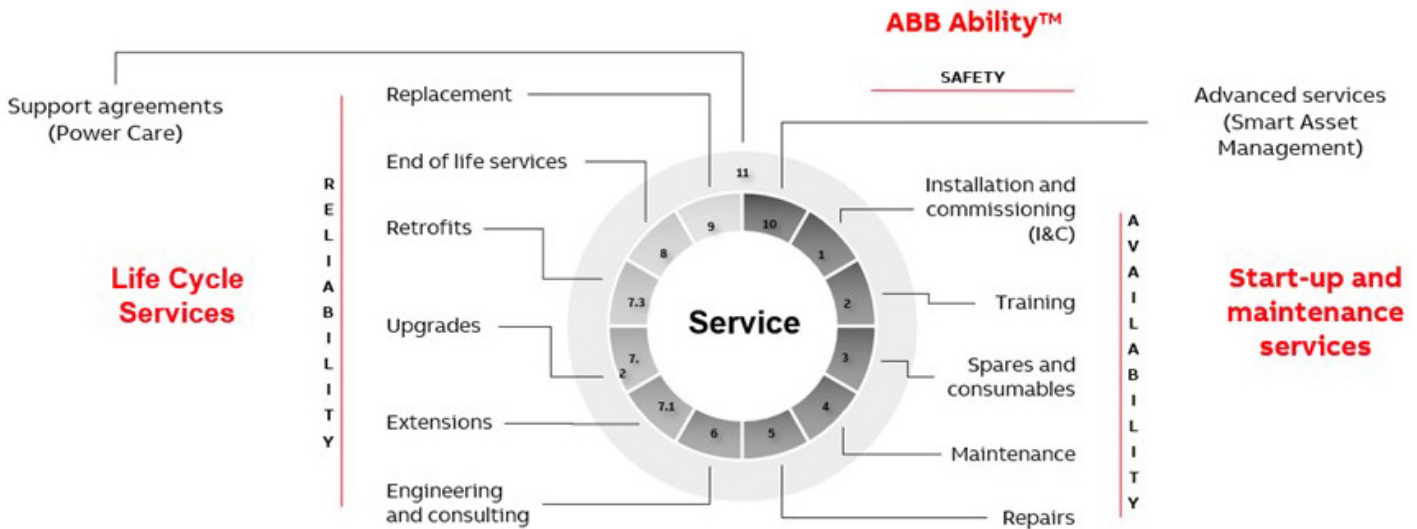 ABB Ability™
SAFETY
Support agreements
(Power Care)
Advanced services
(Smart Asset
Management)
Replacement
End of life services
Retrofits
Upgrades
Extensions
Engineering
and consulting
RELIABILITY
Life Cycle
Services
11
10
1
2
3
4
5
6
7.1
7.2
7.3
8
9
Service
Installation and
commissioning
(I&C)
Training
Spares and
consumables
Maintenance
Repairs
AVAILABILITY
Start-up and
maintenance
services